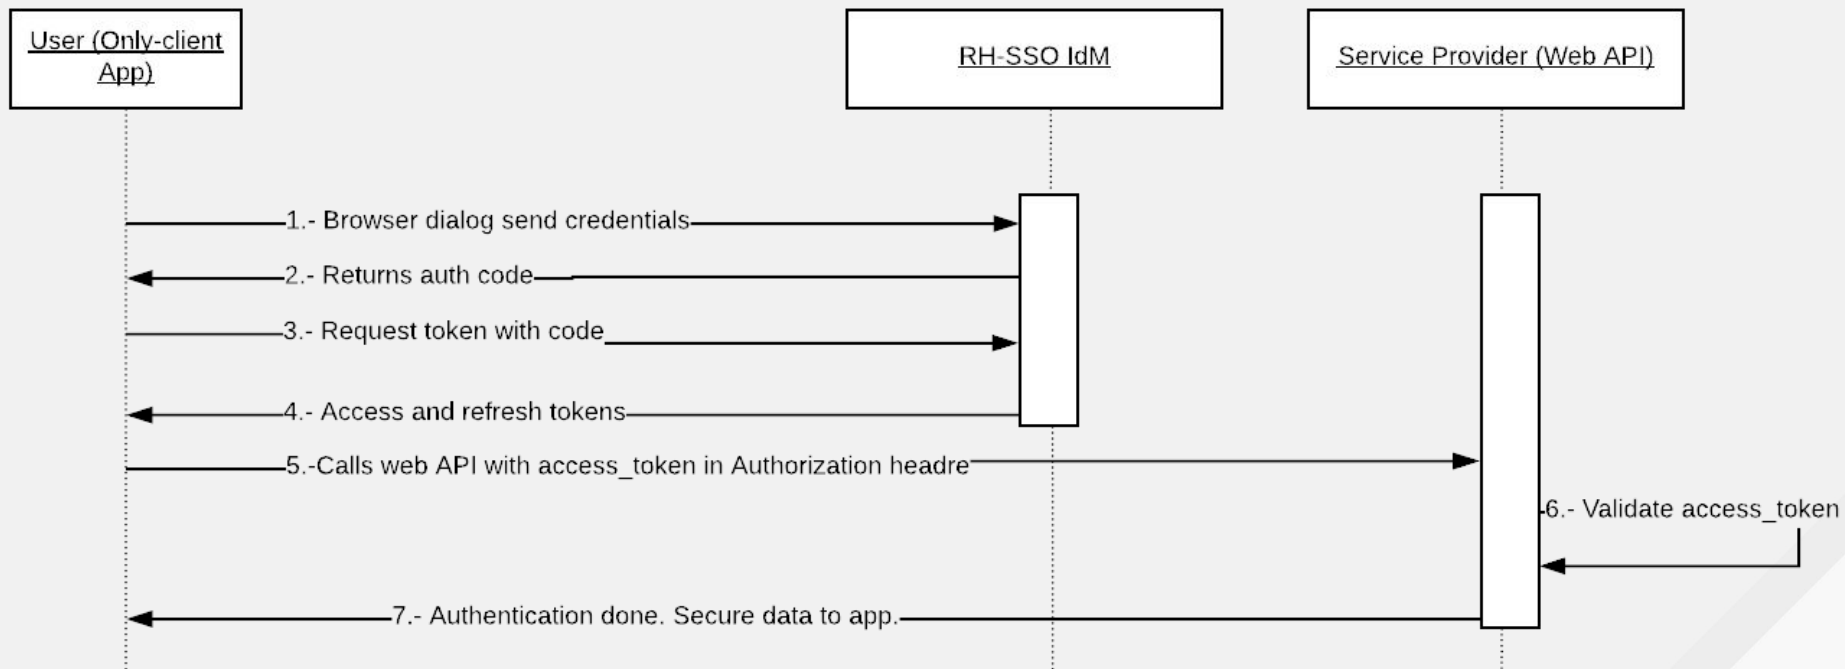 User (Only-client
App)
RH-SSO IdM
Service Provider (Web API)
1.- Browser dialog send credentials
2.- Returns auth code
3.- Request token with code
4.- Access and refresh tokens
5.-Calls web API with access_token in Authorization headre
6.- Validate access_token
7.- Authentication done. Secure data to app.